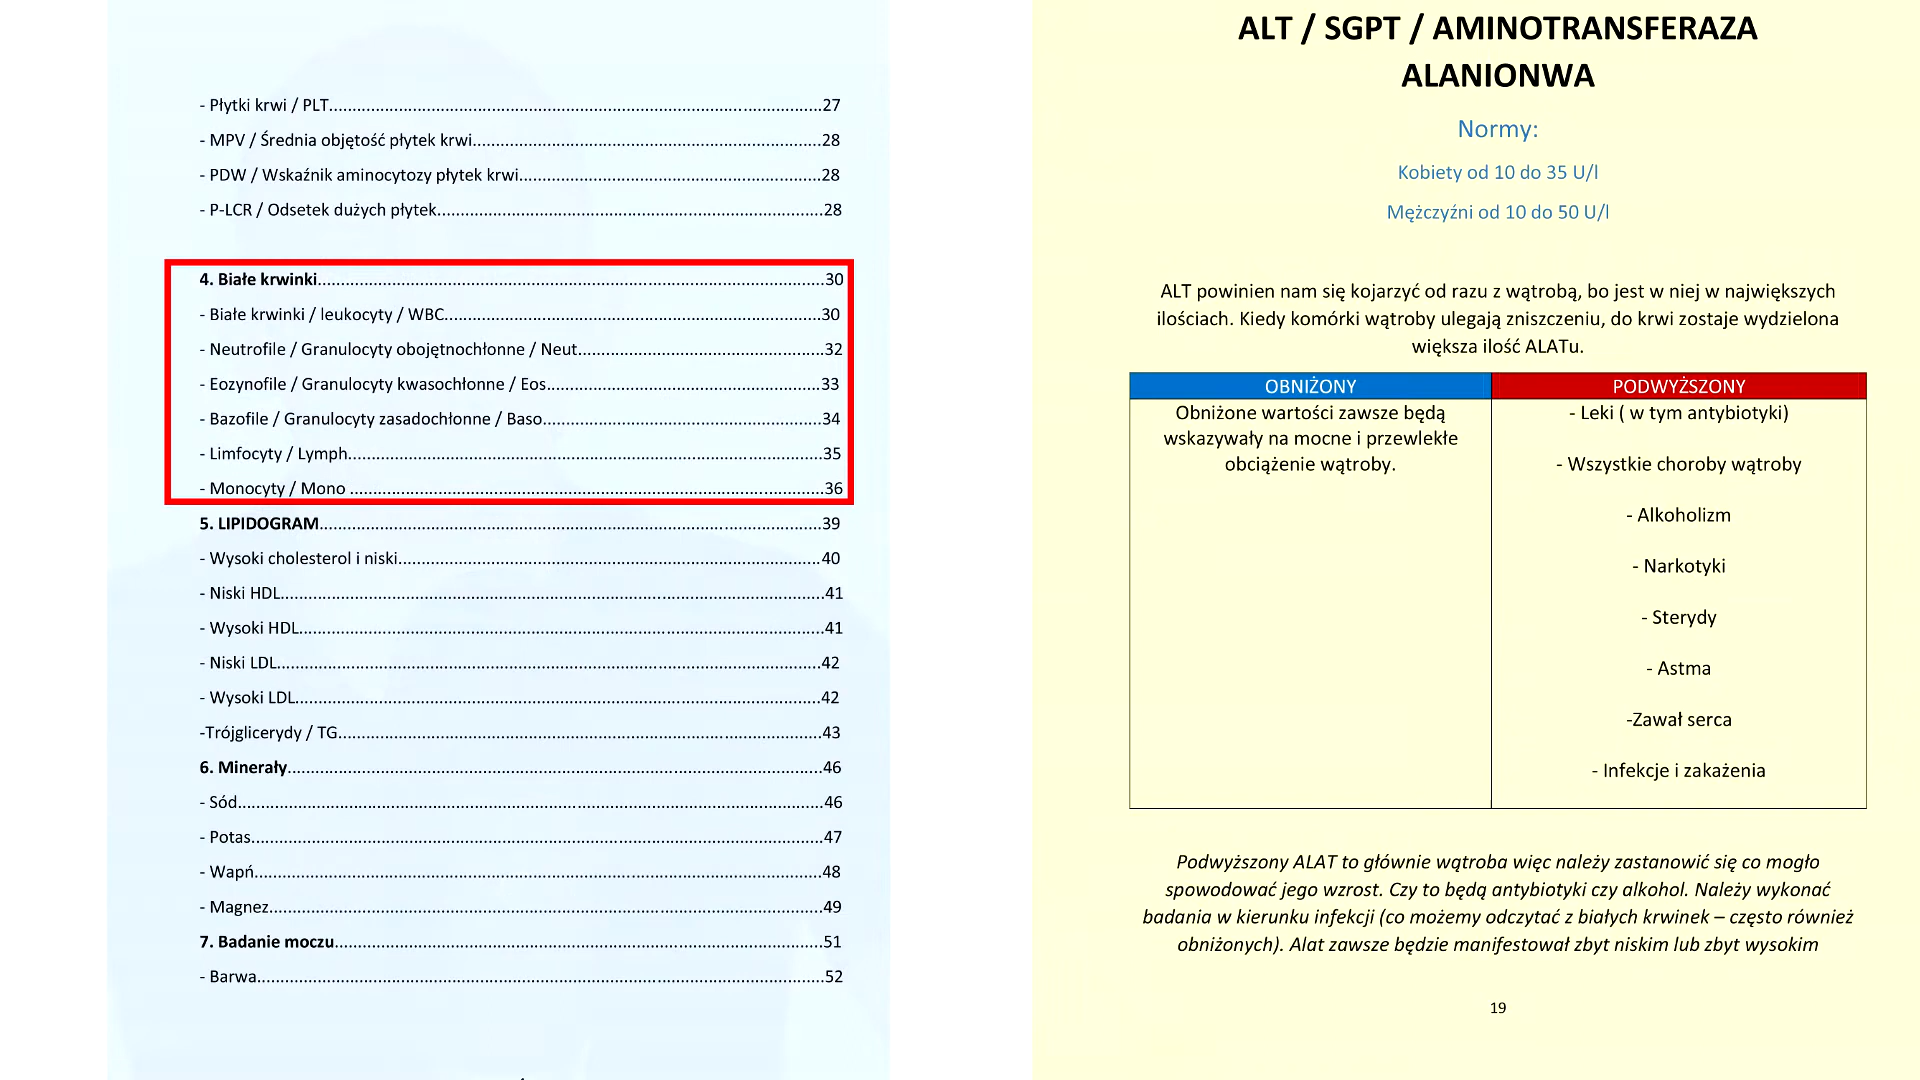 - Płytki krwi / PLT....................27
- MPV / Średnia objętość płytek krwi....................28
- PDW / Wskaźnik aminocytozy płytek krwi....................28
- P-LCR / Odsetek dużych płytek....................28
4. Białe krwinki....................30
- Białe krwinki / leukocyty / WBC....................30
- Neutrofile / Granulocyty obojętnochłonne / Neut....................32
- Eozynofile / Granulocyty kwasochłonne / Eos....................33
- Bazofile / Granulocyty zasadochłonne / Baso....................34
- Limfocyty / Lymph....................35
- Monocyty / Mono ....................36
5. LIPIDOGRAM....................39
- Wysoki cholesterol i niski....................40
- Niski HDL....................41
- Wysoki HDL....................41
- Niski LDL....................42
- Wysoki LDL....................42
-Trójglicerydy / TG....................43
6. Minerały....................46
- Sód....................46
- Potas....................47
- Wapń....................48
- Magnez....................49
7. Badanie moczu....................51
- Barwa....................52
ALT / SGPT / AMINOTRANSFERAZA
ALANIONWA
Normy:
Kobiety od 10 do 35 U/l
Mężczyźni od 10 do 50 U/l
ALT powinien nam się kojarzyć od razu z wątrobą, bo jest w niej w największych
ilościach. Kiedy komórki wątroby ulegają zniszczeniu, do krwi zostaje wydzielona
większa ilość ALATu.
OBNIŻONY
Obniżone wartości zawsze będą
wskazywały na mocne i przewlekłe
obciążenie wątroby.
PODWYŻSZONY
- Leki ( w tym antybiotyki)
- Wszystkie choroby wątroby
- Alkoholizm
- Narkotyki
- Sterydy
- Astma
-Zawał serca
- Infekcje i zakażenia
Podwyższony ALAT to głównie wątroba więc należy zastanowić się co mogło
spowodować jego wzrost. Czy to będą antybiotyki czy alkohol. Należy wykonać
badania w kierunku infekcji (co możemy odczytać z białych krwinek – często również
obniżonych). Alat zawsze będzie manifestował zbyt niskim lub zbyt wysokim
19